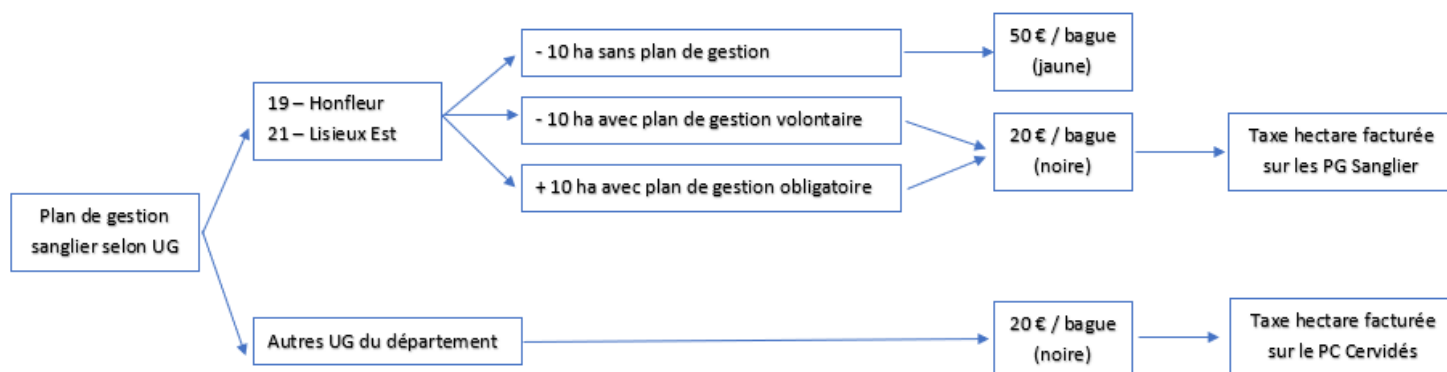 Plan de gestion
sanglier selon UG
19 – Honfleur
21 – Lisieux Est
- 10 ha sans plan de gestion
50 € / bague
(jaune)
- 10 ha avec plan de gestion volontaire
+ 10 ha avec plan de gestion obligatoire
20 € / bague
(noire)
Taxe hectare facturée
sur les PG Sanglier
Autres UG du département
20 € / bague
(noire)
Taxe hectare facturée
sur le PC Cervidés